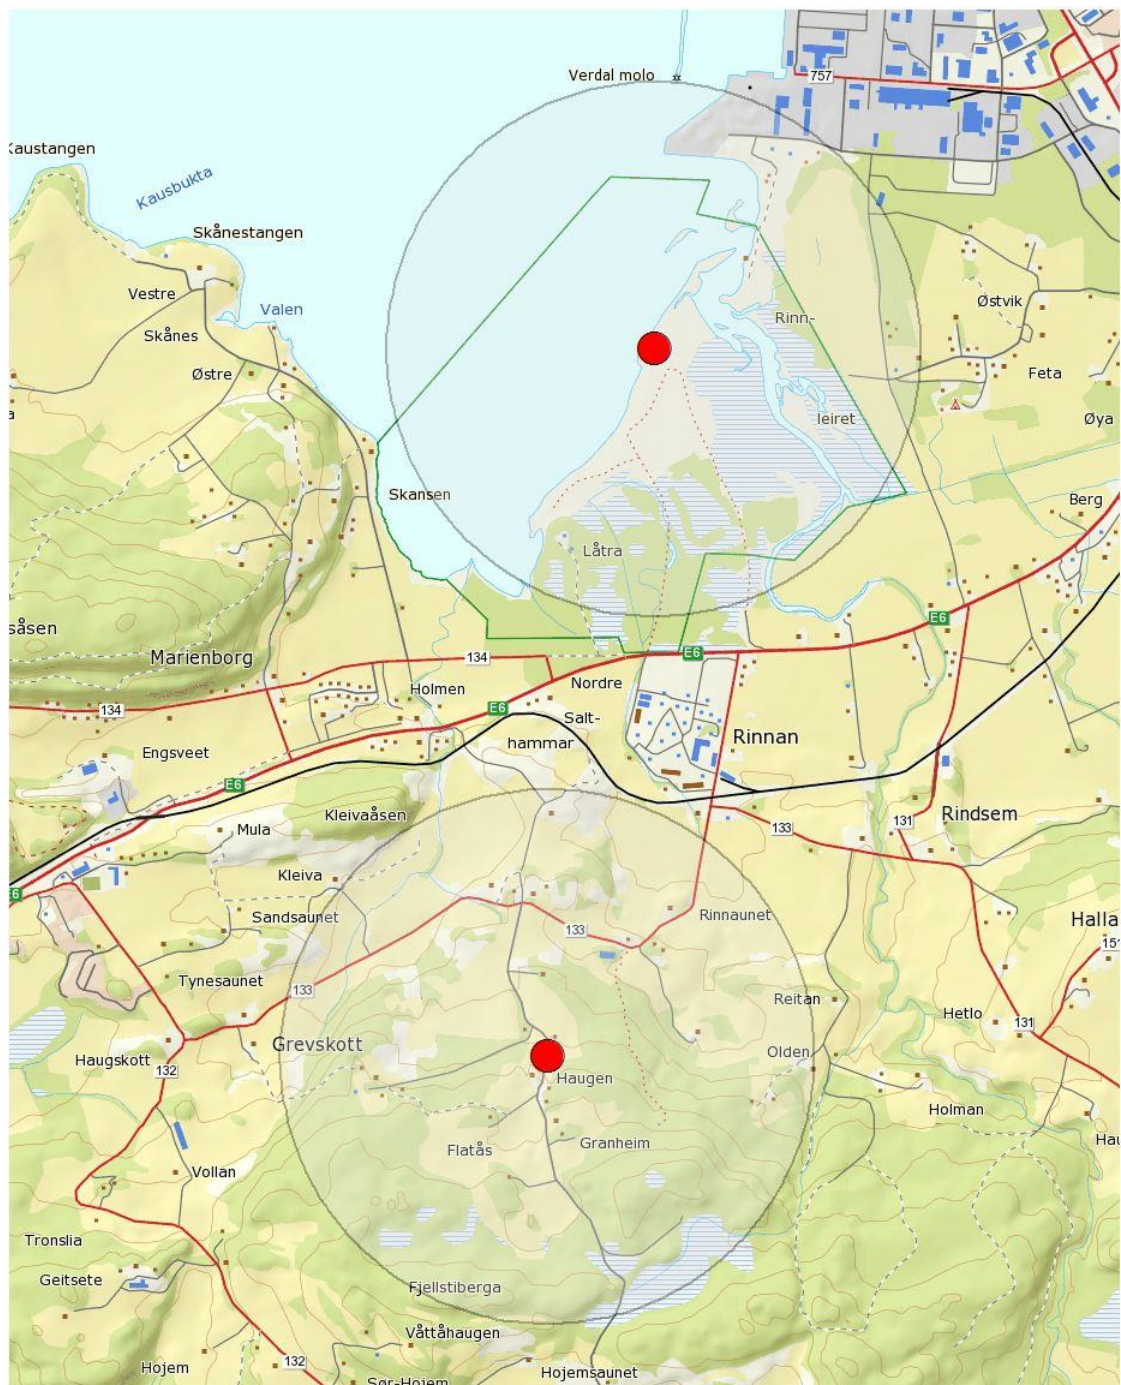 Verdal molo
757
Kaustangen
Kausbukta
Skånestangen
Vestre
Valen
Skånes
Østre
Rinn-
Østvik
Feta
leiret
Øya
Skansen
Berg
Låtra
E6
Marienborg
134
E6
Holmen
Nordre
134
E6
Salt-
hammar
Rinnan
Engsveet
E6
Kleivaåsen
Mula
133
131
Rindsem
Kleiva
E6
Sandsaunet
Rinnaunet
133
Halla
Tynesaunet
133
Reitan
Hetlo
131
Grevskott
Olden
Haugskott
132
Haugen
Holman
Flatås
Granheim
Vollan
Tronslia
Geitsete
Fjellstiberga
Våttåhaugen
Hojem
132
Sør-Hojem
Hojemsaunet